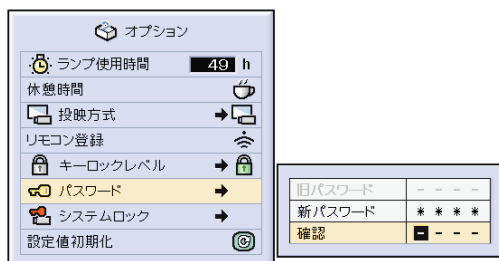 オプション
ランプ使用時間 49 h
休憩時間
投映方式
リモコン登録
キーロックレベル
パスワード
システムロック
設定値初期化
旧パスワード - - - -
新パスワード * * * *
確認 - - - -